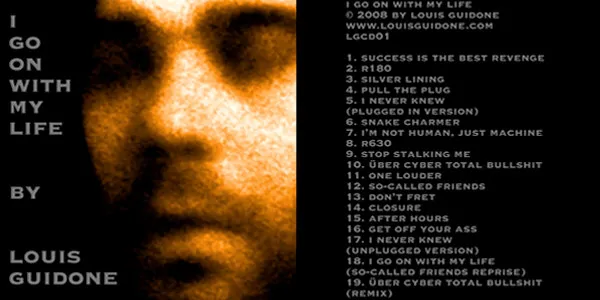 I
GO
ON
WITH
MY
LIFE
BY
LOUIS
GUIDONE
I GO ON WITH MY LIFE
© 2008 BY LOUIS GUIDONE
WWW.LOUISGUIDONE.COM
LGCD01
1. SUCCESS IS THE BEST REVENGE
2. R180
3. SILVER LINING
4. PULL THE PLUG
5. I NEVER KNEW
(PLUGGED IN VERSION)
6. SNAKE CHARMER
7. I'M NOT HUMAN, JUST MACHINE
8. R630
9. STOP STALKING ME
10. ÜBER CYBER TOTAL BULLSHIT
11. ONE LOUDER
12. SO-CALLED FRIENDS
13. DON'T FRET
14. CLOSURE
15. AFTER HOURS
16. GET OFF YOUR ASS
17. I NEVER KNEW
(UNPLUGGED VERSION)
18. I GO ON WITH MY LIFE
(SO-CALLED FRIENDS REPRISE)
19. ÜBER CYBER TOTAL BULLSHIT
(REMIX)